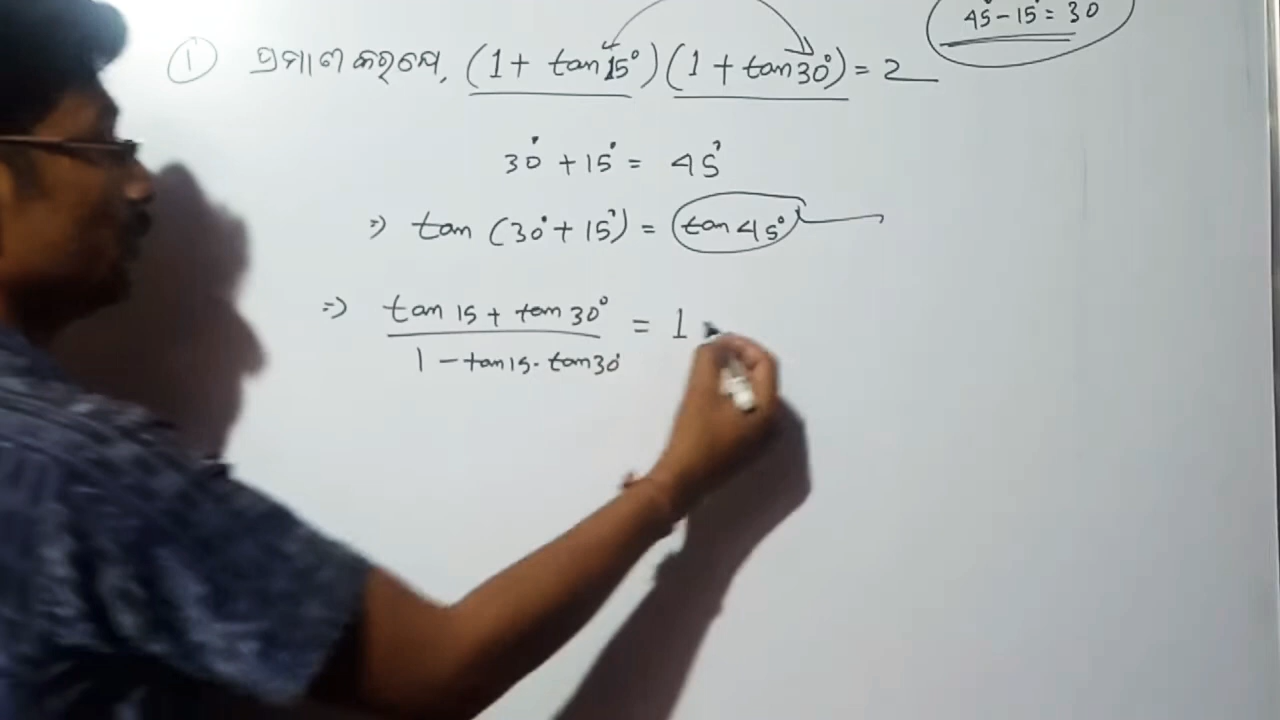 45° - 15° = 30
① ପ୍ରମାଣ କର ଯେ, (1 + tan 15°)(1 + tan 30°) = 2
30° + 15° = 45°
⇒ tan (30° + 15°) = tan 45°
⇒ tan 15 + tan 30° / 1 - tan 15 · tan 30° = 1